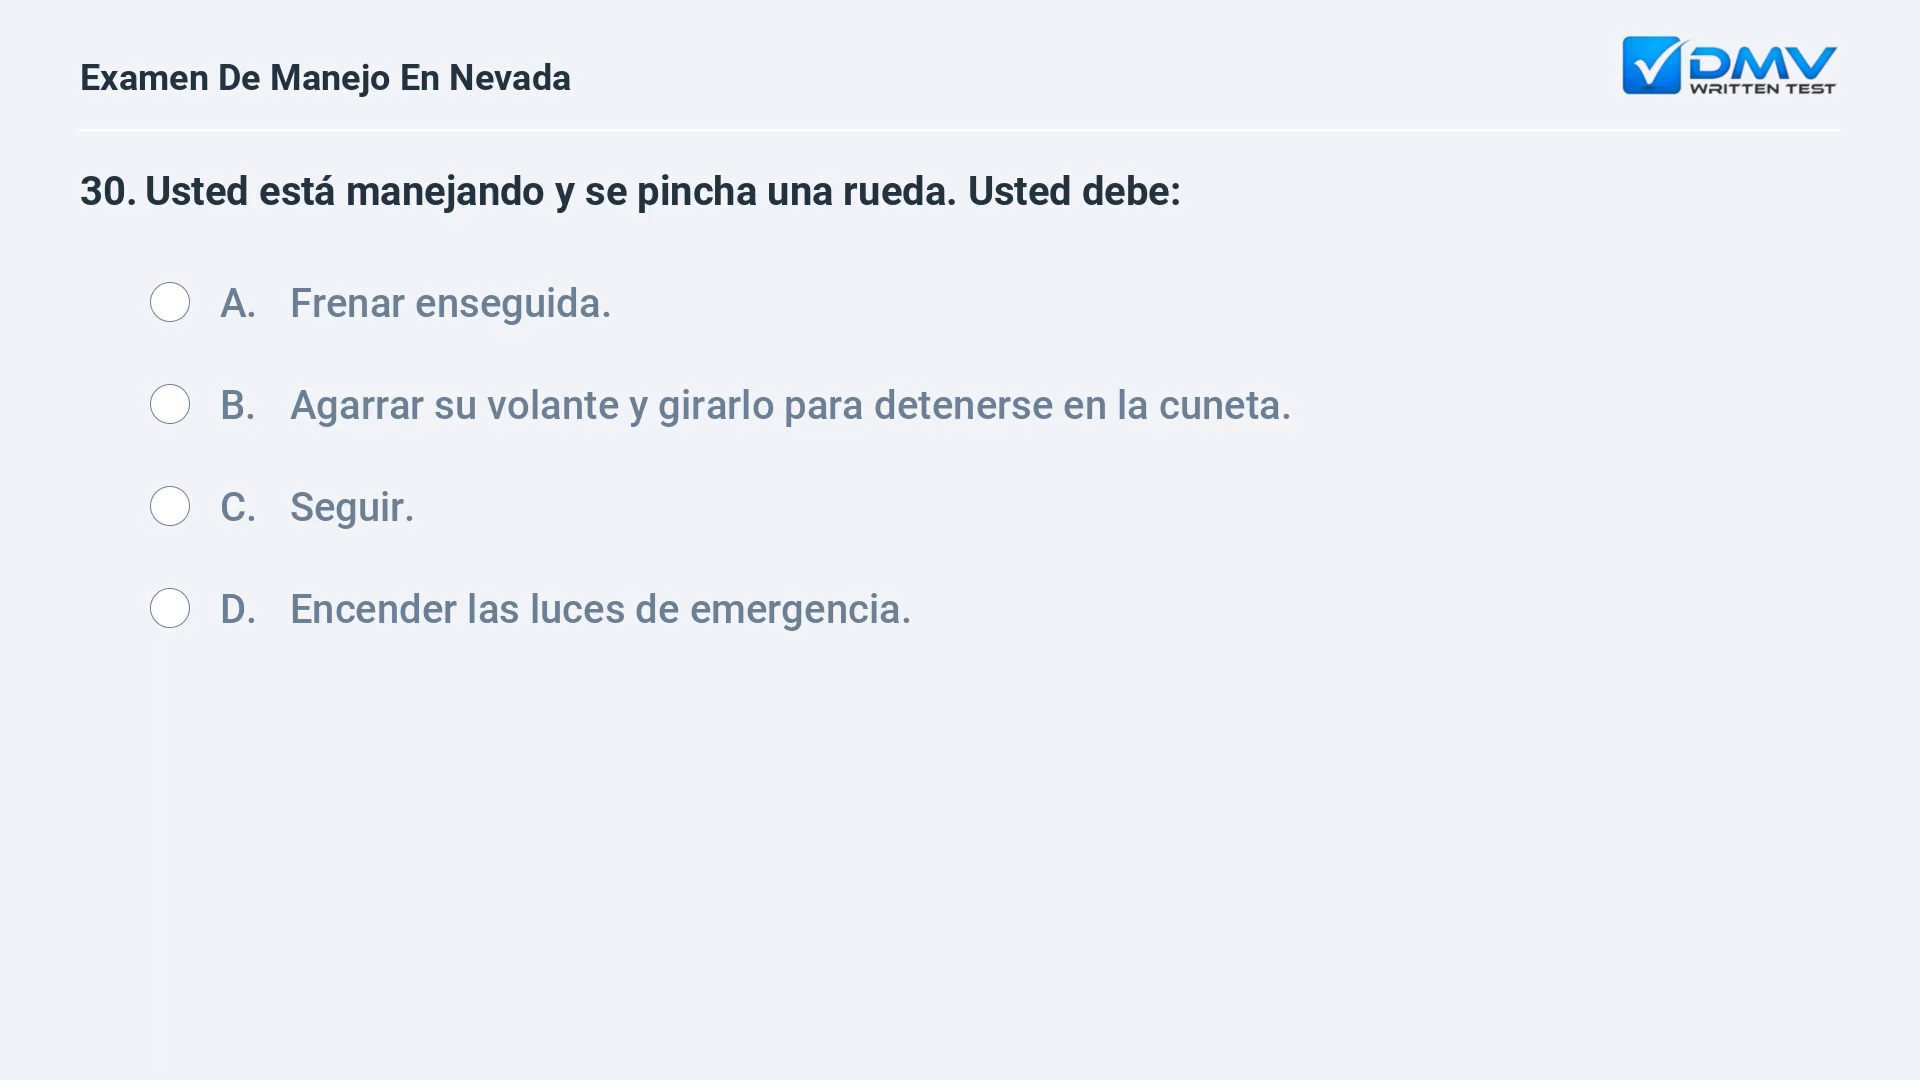 Examen De Manejo En Nevada
DMV
WRITTEN TEST
30. Usted está manejando y se pincha una rueda. Usted debe:
A. Frenar enseguida.
B. Agarrar su volante y girarlo para detenerse en la cuneta.
C. Seguir.
D. Encender las luces de emergencia.